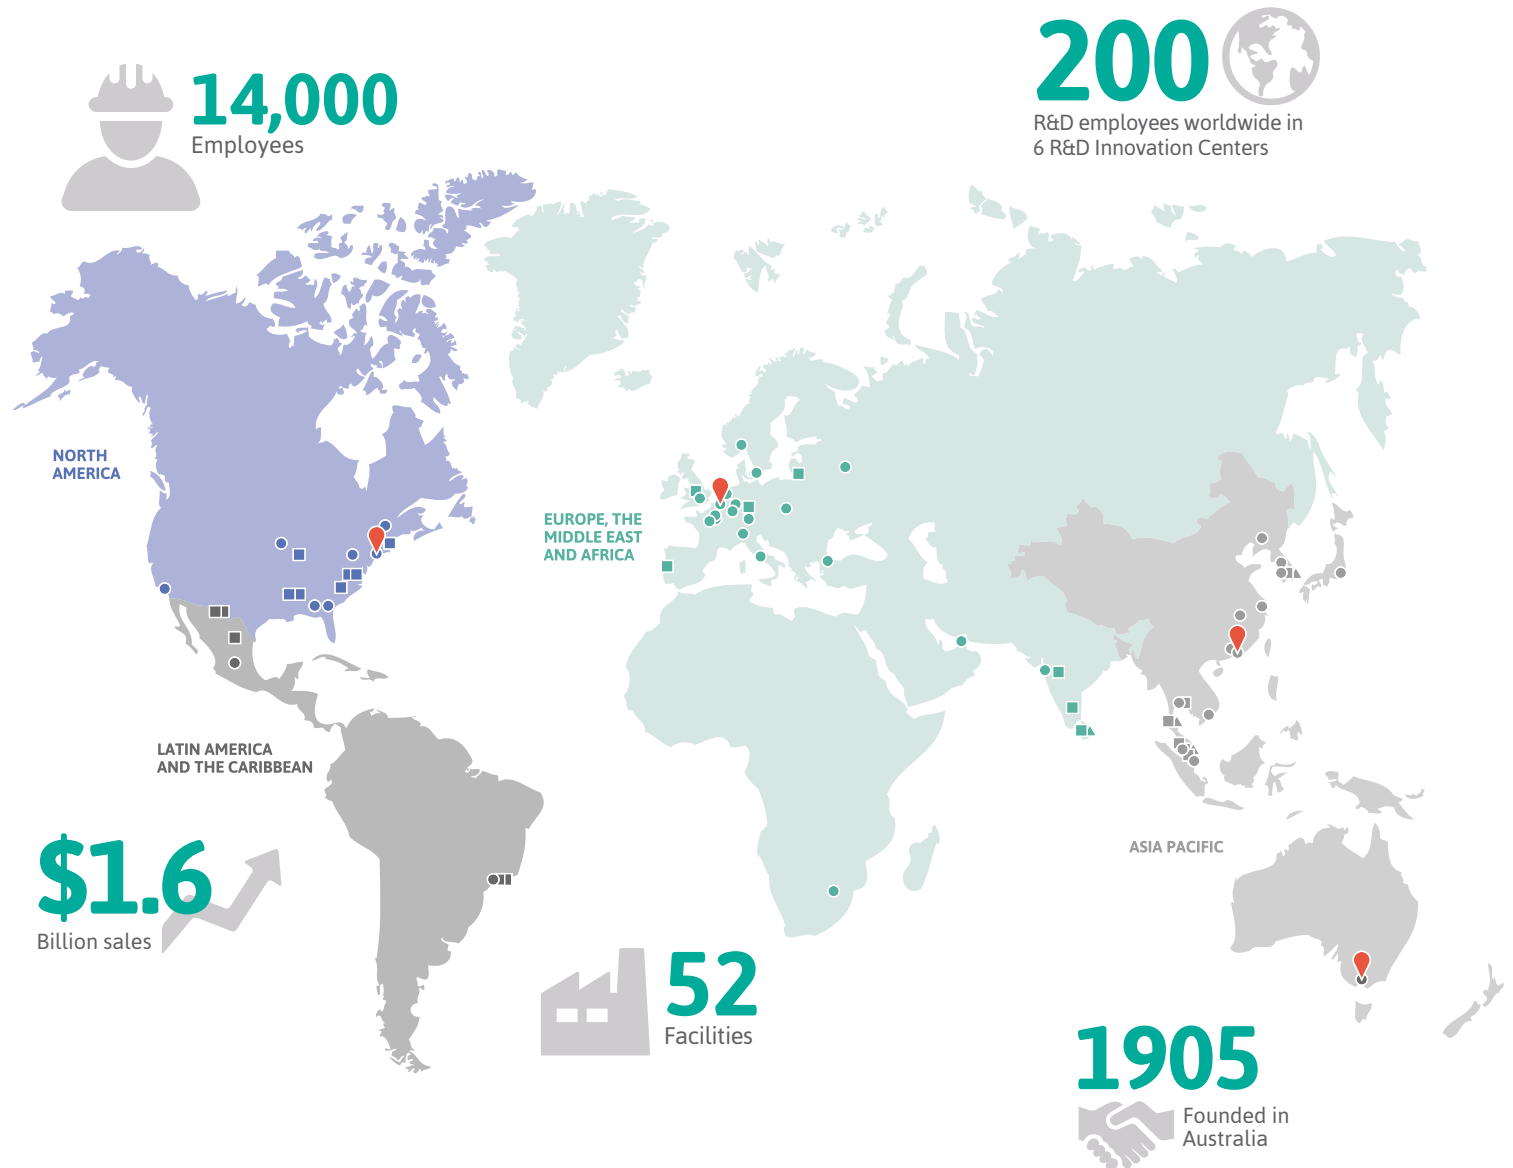 200
R&D employees worldwide in
6 R&D Innovation Centers
14,000
Employees
NORTH
AMERICA
EUROPE, THE
MIDDLE EAST
AND AFRICA
LATIN AMERICA
AND THE CARIBBEAN
ASIA PACIFIC
$1.6
Billion sales
52
Facilities
1905
Founded in
Australia